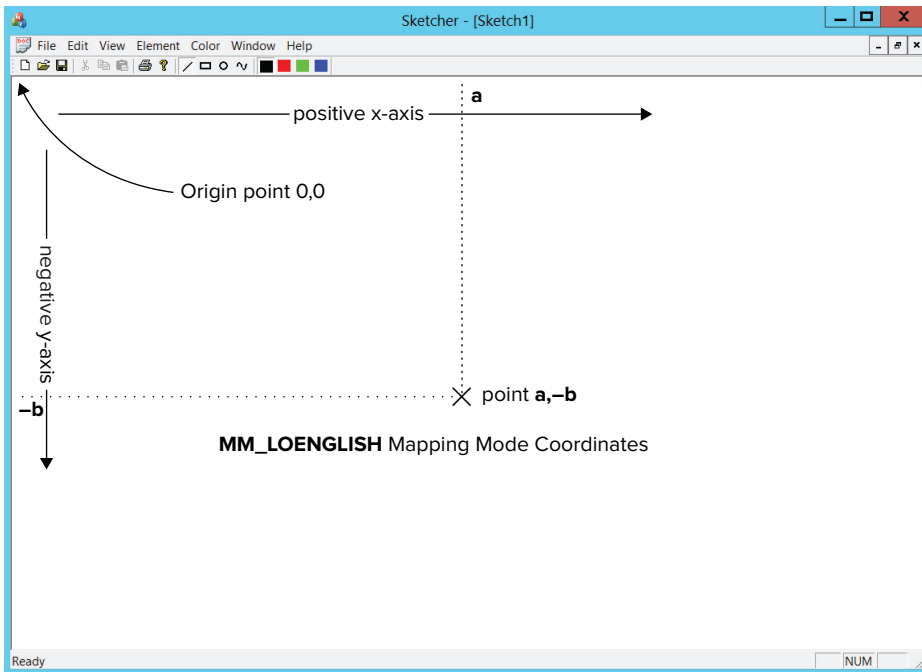 Sketcher - [Sketch1]
File Edit View Element Color Window Help
a
positive x-axis
Origin point 0,0
negative y-axis
–b
point a,–b
MM_LOENGLISH Mapping Mode Coordinates
Ready
NUM